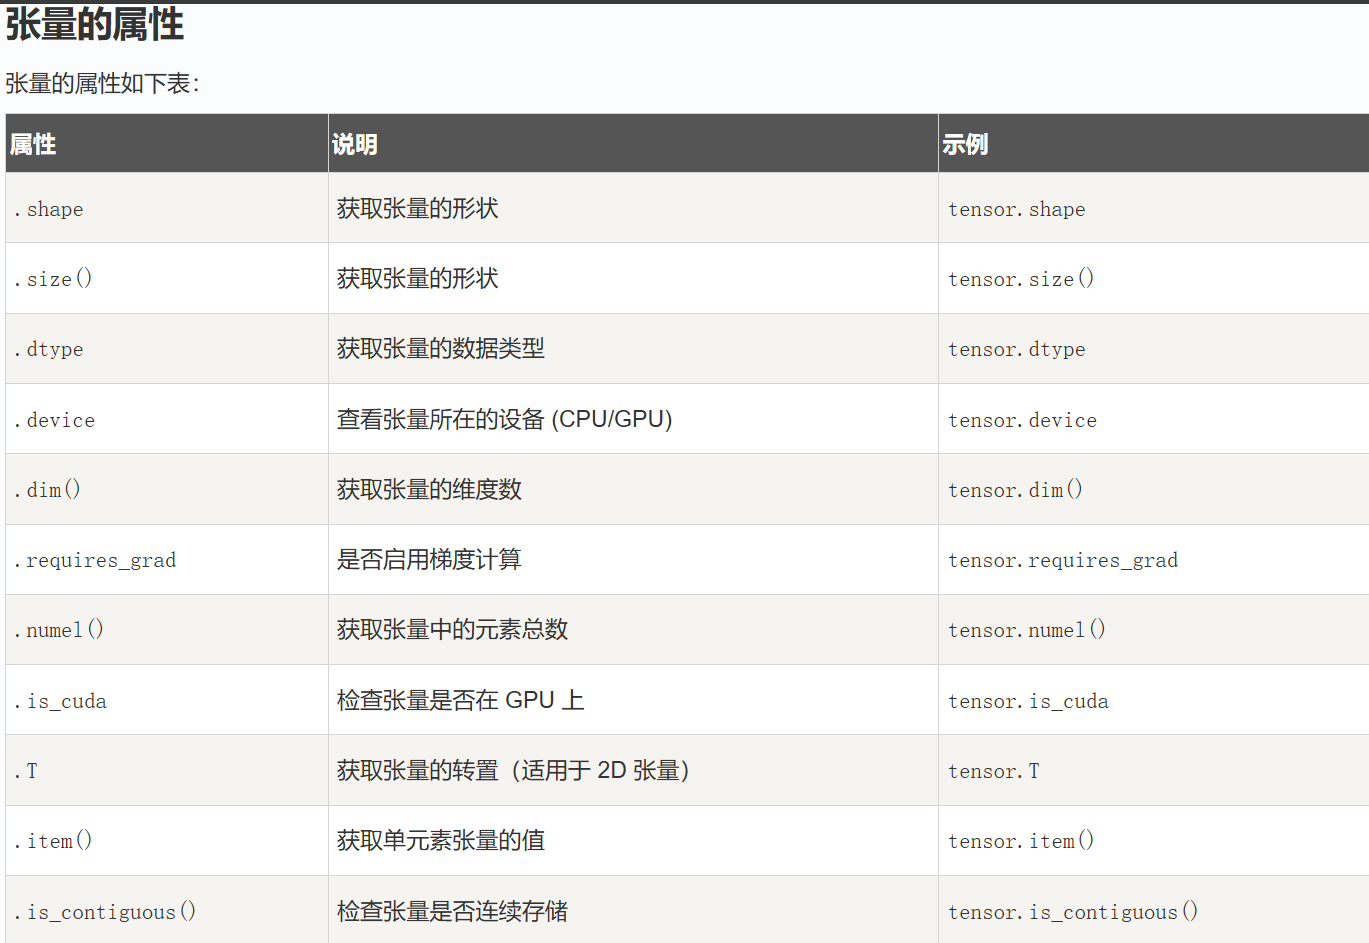 张量的属性
张量的属性如下表：
属性 说明 示例
.shape 获取张量的形状 tensor.shape
.size() 获取张量的形状 tensor.size()
.dtype 获取张量的数据类型 tensor.dtype
.device 查看张量所在的设备 (CPU/GPU) tensor.device
.dim() 获取张量的维度数 tensor.dim()
.requires_grad 是否启用梯度计算 tensor.requires_grad
.numel() 获取张量中的元素总数 tensor.numel()
.is_cuda 检查张量是否在 GPU 上 tensor.is_cuda
.T 获取张量的转置（适用于 2D 张量） tensor.T
.item() 获取单元素张量的值 tensor.item()
.is_contiguous() 检查张量是否连续存储 tensor.is_contiguous()